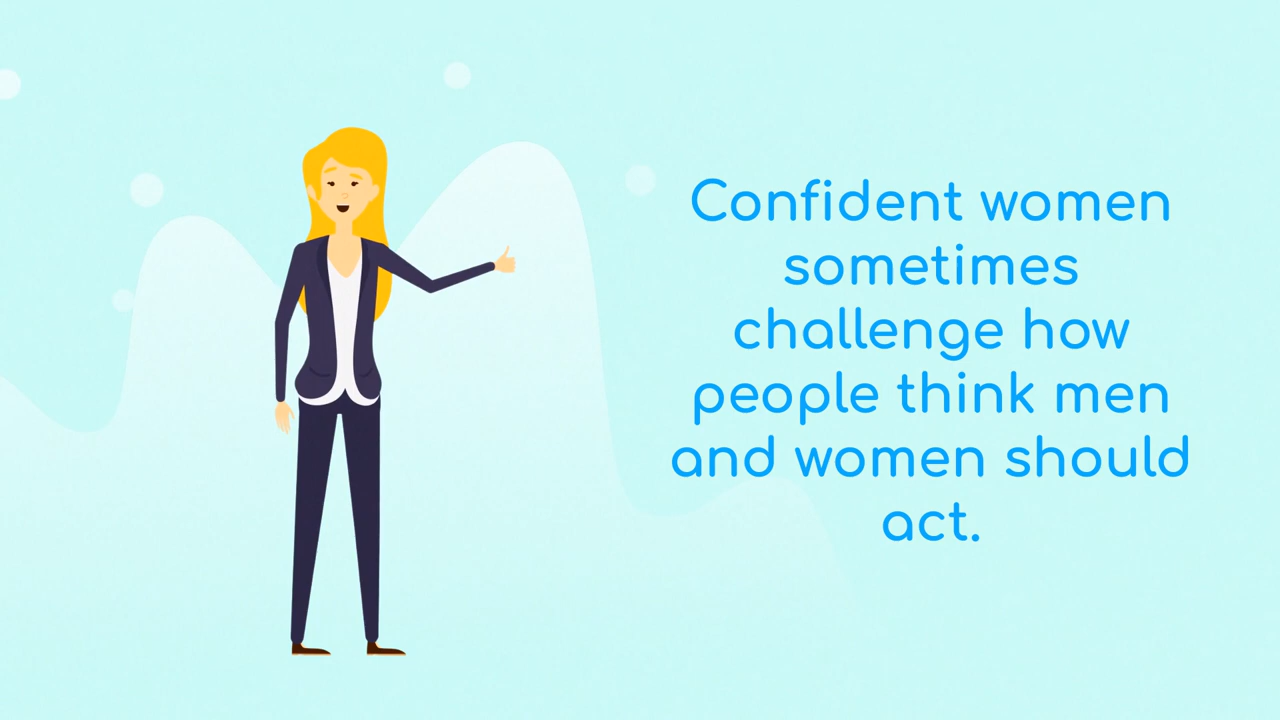 Confident women
sometimes
challenge how
people think men
and women should
act.